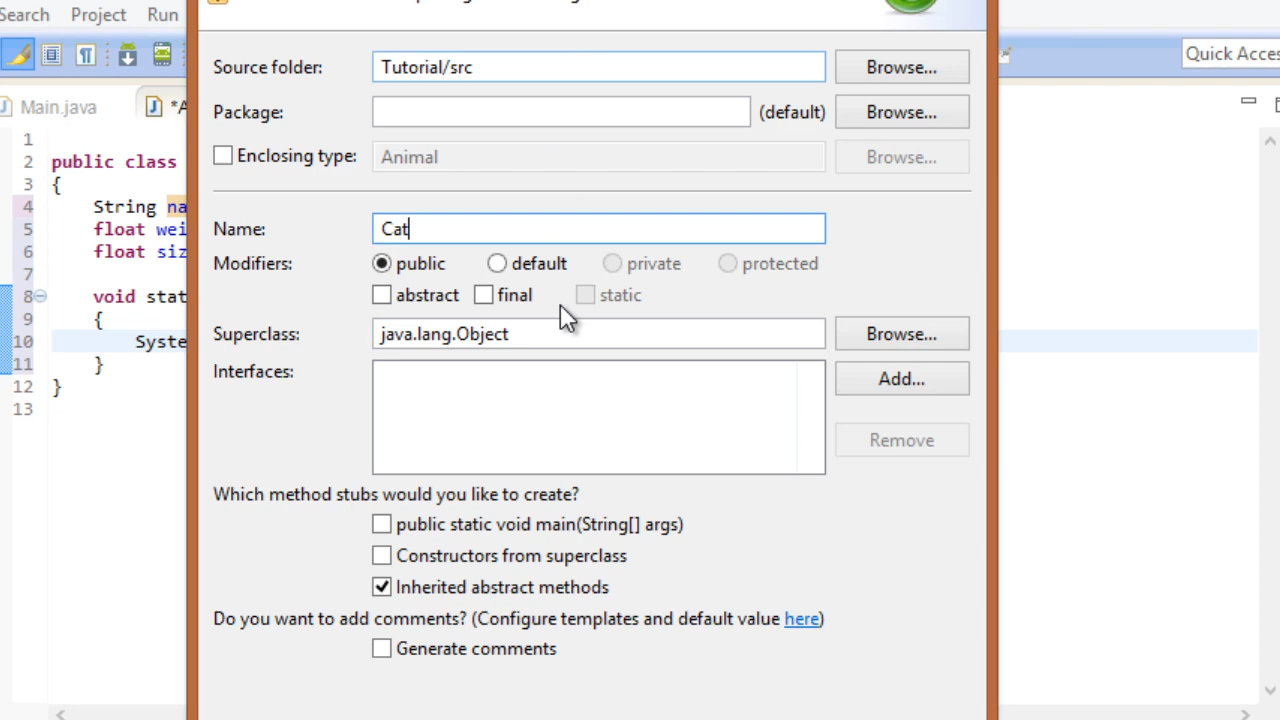 Search Project Run
Quick Acces
Main.java *A
Source folder: Tutorial/src Browse...
Package: (default) Browse...
Enclosing type: Animal Browse...
Name: Cat
Modifiers: public default private protected
abstract final static
Superclass: java.lang.Object Browse...
Interfaces: Add...
Remove
Which method stubs would you like to create?
public static void main(String[] args)
Constructors from superclass
Inherited abstract methods
Do you want to add comments? (Configure templates and default value here)
Generate comments
1
2 public class
3 {
4 String na
5 float wei
6 float siz
7
8 void stat
9 {
10 Syste
11 }
12 }
13